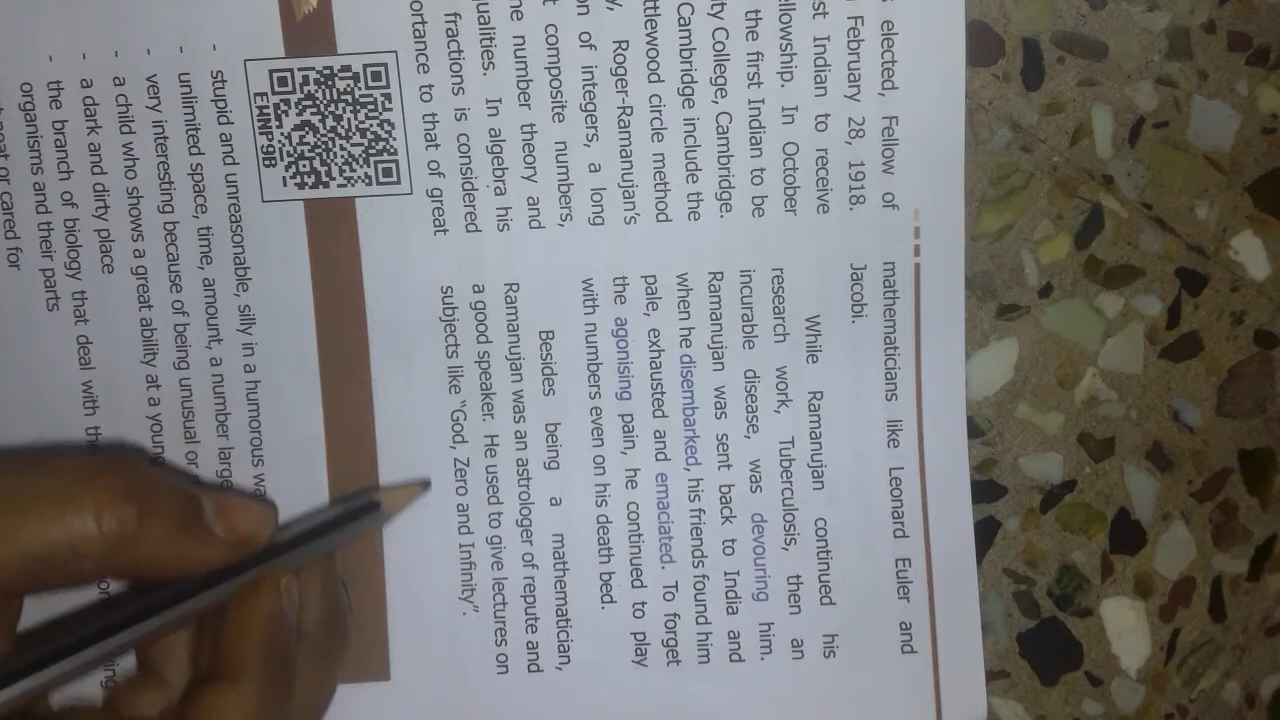 elected, Fellow of
February 28, 1918.
Indian to receive
In October
the first Indian to be
College, Cambridge.
Cambridge include the
circle method
Roger-Ramanujan's
of integers, a long
composite numbers,
number theory and
In algebra his
fractions is considered
to that of great
mathematicians like Leonard Euler and
Jacobi.
While Ramanujan continued his
research work, Tuberculosis, then an
incurable disease, was devouring him.
Ramanujan was sent back to India and
when he disembarked, his friends found him
pale, exhausted and emaciated. To forget
the agonising pain, he continued to play
with numbers even on his death bed.
Besides being a mathematician,
Ramanujan was an astrologer of repute and
a good speaker. He used to give lectures on
subjects like "God, Zero and Infinity".
EHNP9B
- stupid and unreasonable, silly in a humorous
- unlimited space, time, amount, a number large
- very interesting because of being unusual or
- a child who shows a great ability at a young
- a dark and dirty place
- the branch of biology that deal with
organisms and their parts
or cared for